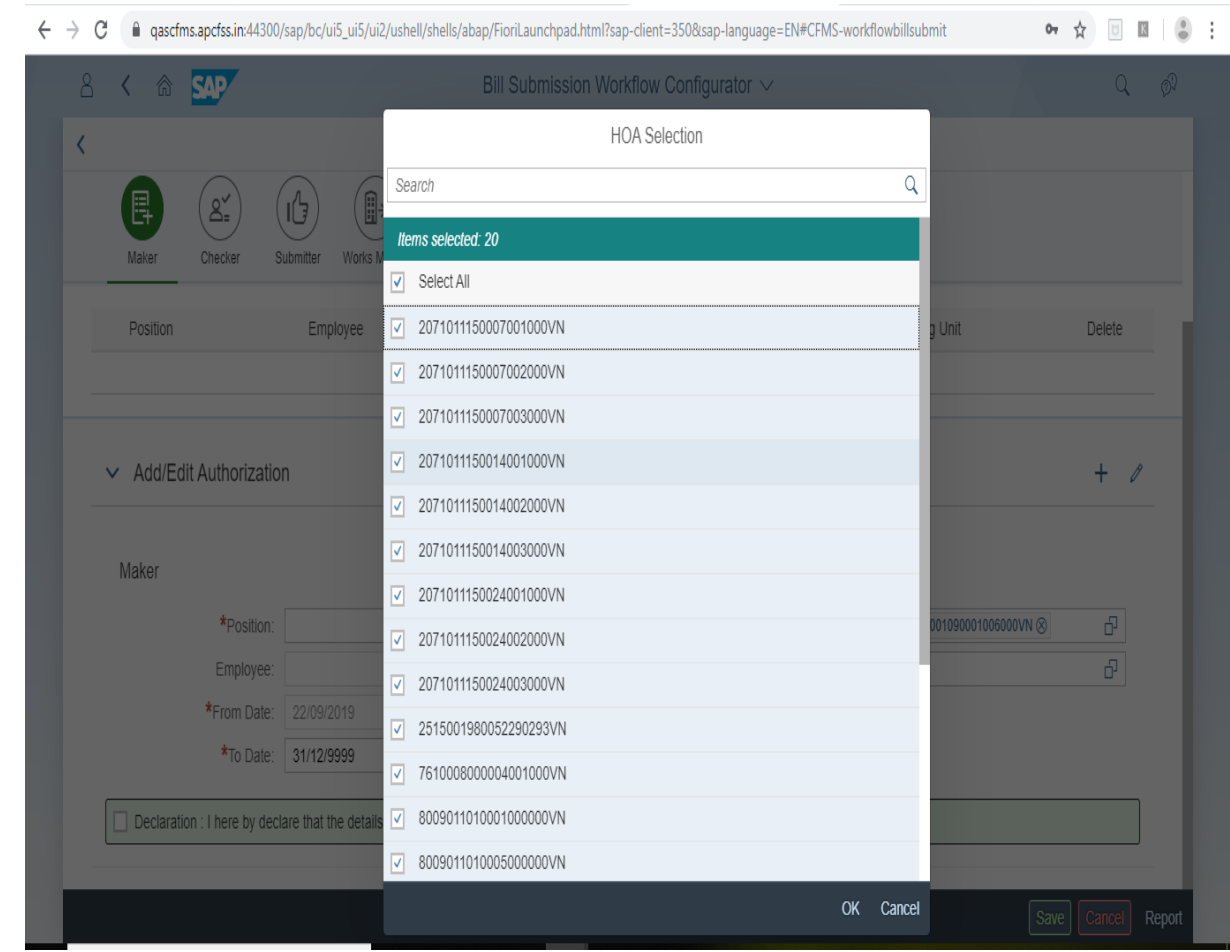 qascfms.apcfss.in:44300/sap/bc/ui5_ui5/ui2/ushell/shells/abap/FioriLaunchpad.html?sap-client=350&sap-language=EN#CFMS-workflowbillsubmit
SAP
Bill Submission Workflow Configurator
HOA Selection
Search
Maker
Checker
Submitter
Works M
Items selected: 20
Select All
Position
Employee
g Unit
Delete
2071011150007001000VN
2071011150007002000VN
2071011150007003000VN
2071011150014001000VN
2071011150014002000VN
2071011150014003000VN
2071011150024001000VN
2071011150024002000VN
2071011150024003000VN
2515001980052290293VN
7610008000004001000VN
8009011010001000000VN
8009011010005000000VN
Add/Edit Authorization
Maker
*Position:
001090001006000VN
Employee:
*From Date: 22/09/2019
*To Date: 31/12/9999
Declaration : I here by declare that the details
OK Cancel
Save Cancel Report